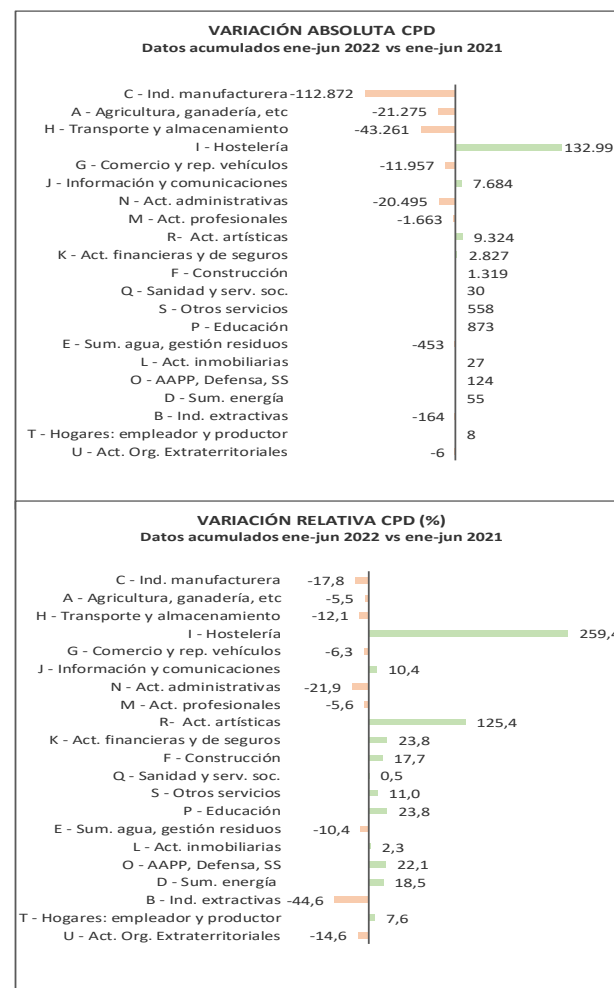 VARIACIÓN ABSOLUTA CPD
Datos acumulados ene-jun 2022 vs ene-jun 2021
C - Ind. manufacturera -112.872
A - Agricultura, ganadería, etc -21.275
H - Transporte y almacenamiento -43.261
I - Hostelería 132.99
G - Comercio y rep. vehículos -11.957
J - Información y comunicaciones 7.684
N - Act. administrativas -20.495
M - Act. profesionales -1.663
R- Act. artísticas 9.324
K - Act. financieras y de seguros 2.827
F - Construcción 1.319
Q - Sanidad y serv. soc. 30
S - Otros servicios 558
P - Educación 873
E - Sum. agua, gestión residuos -453
L - Act. inmobiliarias 27
O - AAPP, Defensa, SS 124
D - Sum. energía 55
B - Ind. extractivas -164
T - Hogares: empleador y productor 8
U - Act. Org. Extraterritoriales -6
VARIACIÓN RELATIVA CPD (%)
Datos acumulados ene-jun 2022 vs ene-jun 2021
C - Ind. manufacturera -17,8
A - Agricultura, ganadería, etc -5,5
H - Transporte y almacenamiento -12,1
I - Hostelería 259,4
G - Comercio y rep. vehículos -6,3
J - Información y comunicaciones 10,4
N - Act. administrativas -21,9
M - Act. profesionales -5,6
R- Act. artísticas 125,4
K - Act. financieras y de seguros 23,8
F - Construcción 17,7
Q - Sanidad y serv. soc. 0,5
S - Otros servicios 11,0
P - Educación 23,8
E - Sum. agua, gestión residuos -10,4
L - Act. inmobiliarias 2,3
O - AAPP, Defensa, SS 22,1
D - Sum. energía 18,5
B - Ind. extractivas -44,6
T - Hogares: empleador y productor 7,6
U - Act. Org. Extraterritoriales -14,6